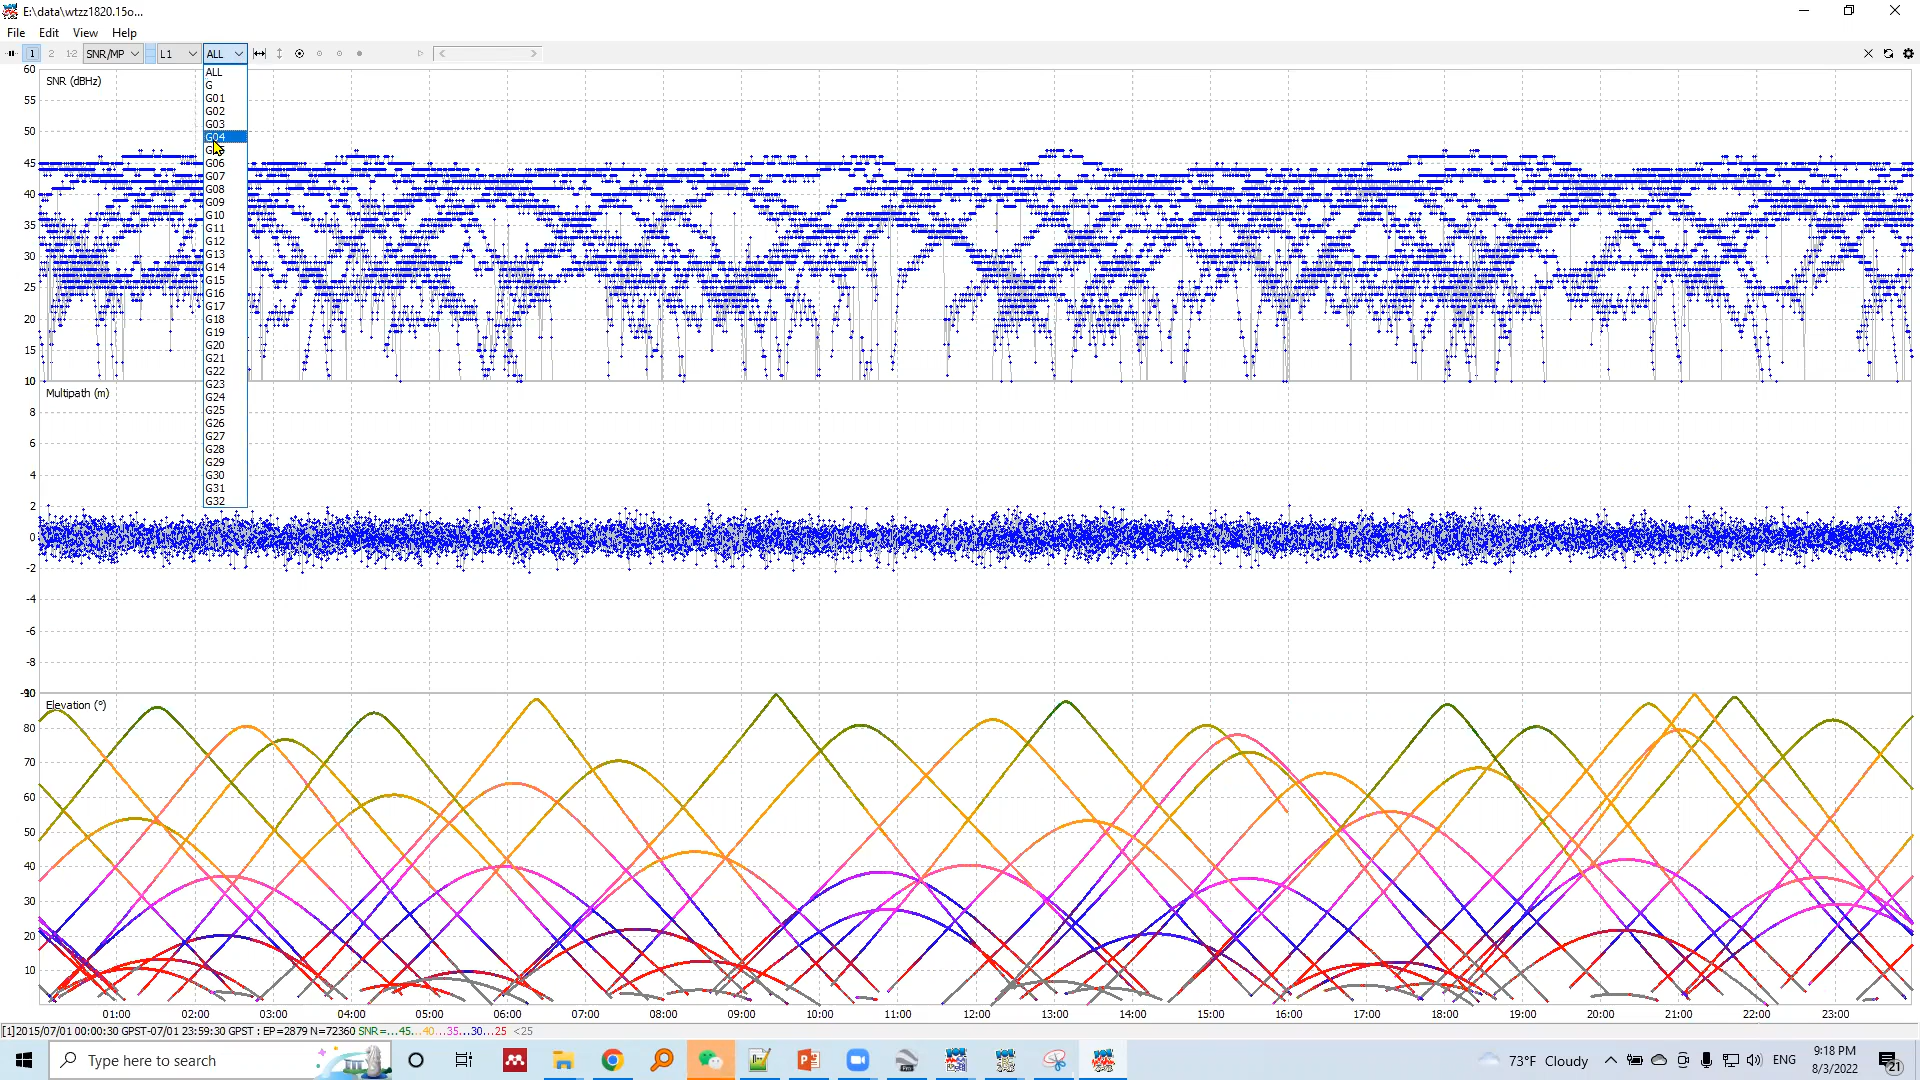 E:\data\wtzz1820.15o...
File Edit View Help
1 2 1-2 SNR/MP L1 ALL
ALL
G
G01
G02
G03
G04
G06
G07
G08
G09
G10
G11
G12
G13
G14
G15
G16
G17
G18
G19
G20
G21
G22
G23
G24
G25
G26
G27
G28
G29
G30
G31
G32
SNR (dBHz)
60
55
50
45
40
35
30
25
20
15
10
Multipath (m)
8
6
4
2
0
-2
-4
-6
-8
Elevation (°)
80
70
60
50
40
30
20
10
01:00 02:00 03:00 04:00 05:00 06:00 07:00 08:00 09:00 10:00 11:00 12:00 13:00 14:00 15:00 16:00 17:00 18:00 19:00 20:00 21:00 22:00 23:00
[1]2015/07/01 00:00:30 GPST-07/01 23:59:30 GPST : EP=2879 N=72360 SNR=...45...40...35...30...25 <25
Type here to search
73°F Cloudy
ENG
9:18 PM
8/3/2022
21